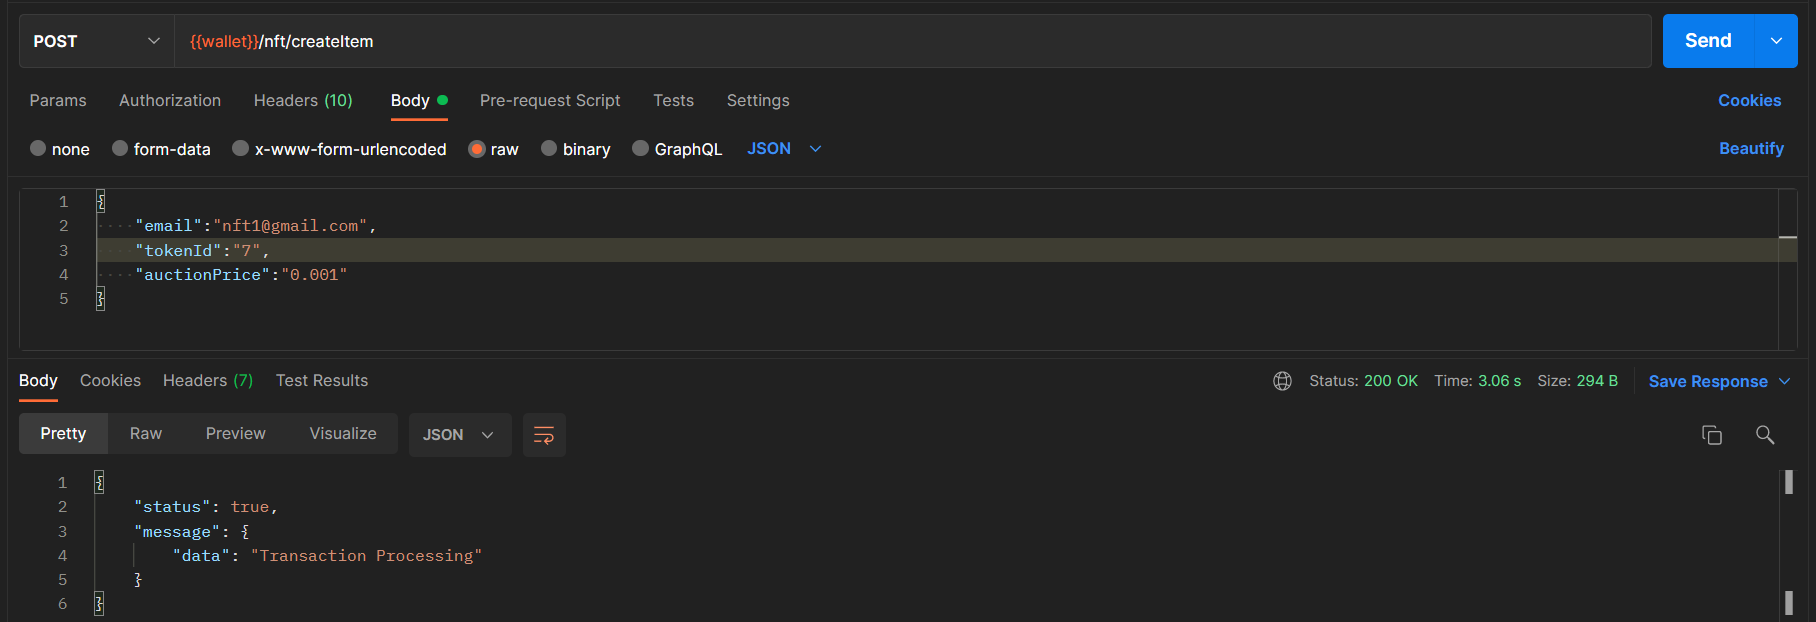 POST {{wallet}}/nft/createItem Send
Params Authorization Headers (10) Body Pre-request Script Tests Settings Cookies
none form-data x-www-form-urlencoded raw binary GraphQL JSON Beautify
1 {
2 "email":"nft1@gmail.com",
3 "tokenId":"7",
4 "auctionPrice":"0.001"
5 }
Body Cookies Headers (7) Test Results Status: 200 OK Time: 3.06 s Size: 294 B Save Response
Pretty Raw Preview Visualize JSON
1 {
2 "status": true,
3 "message": {
4 "data": "Transaction Processing"
5 }
6 }